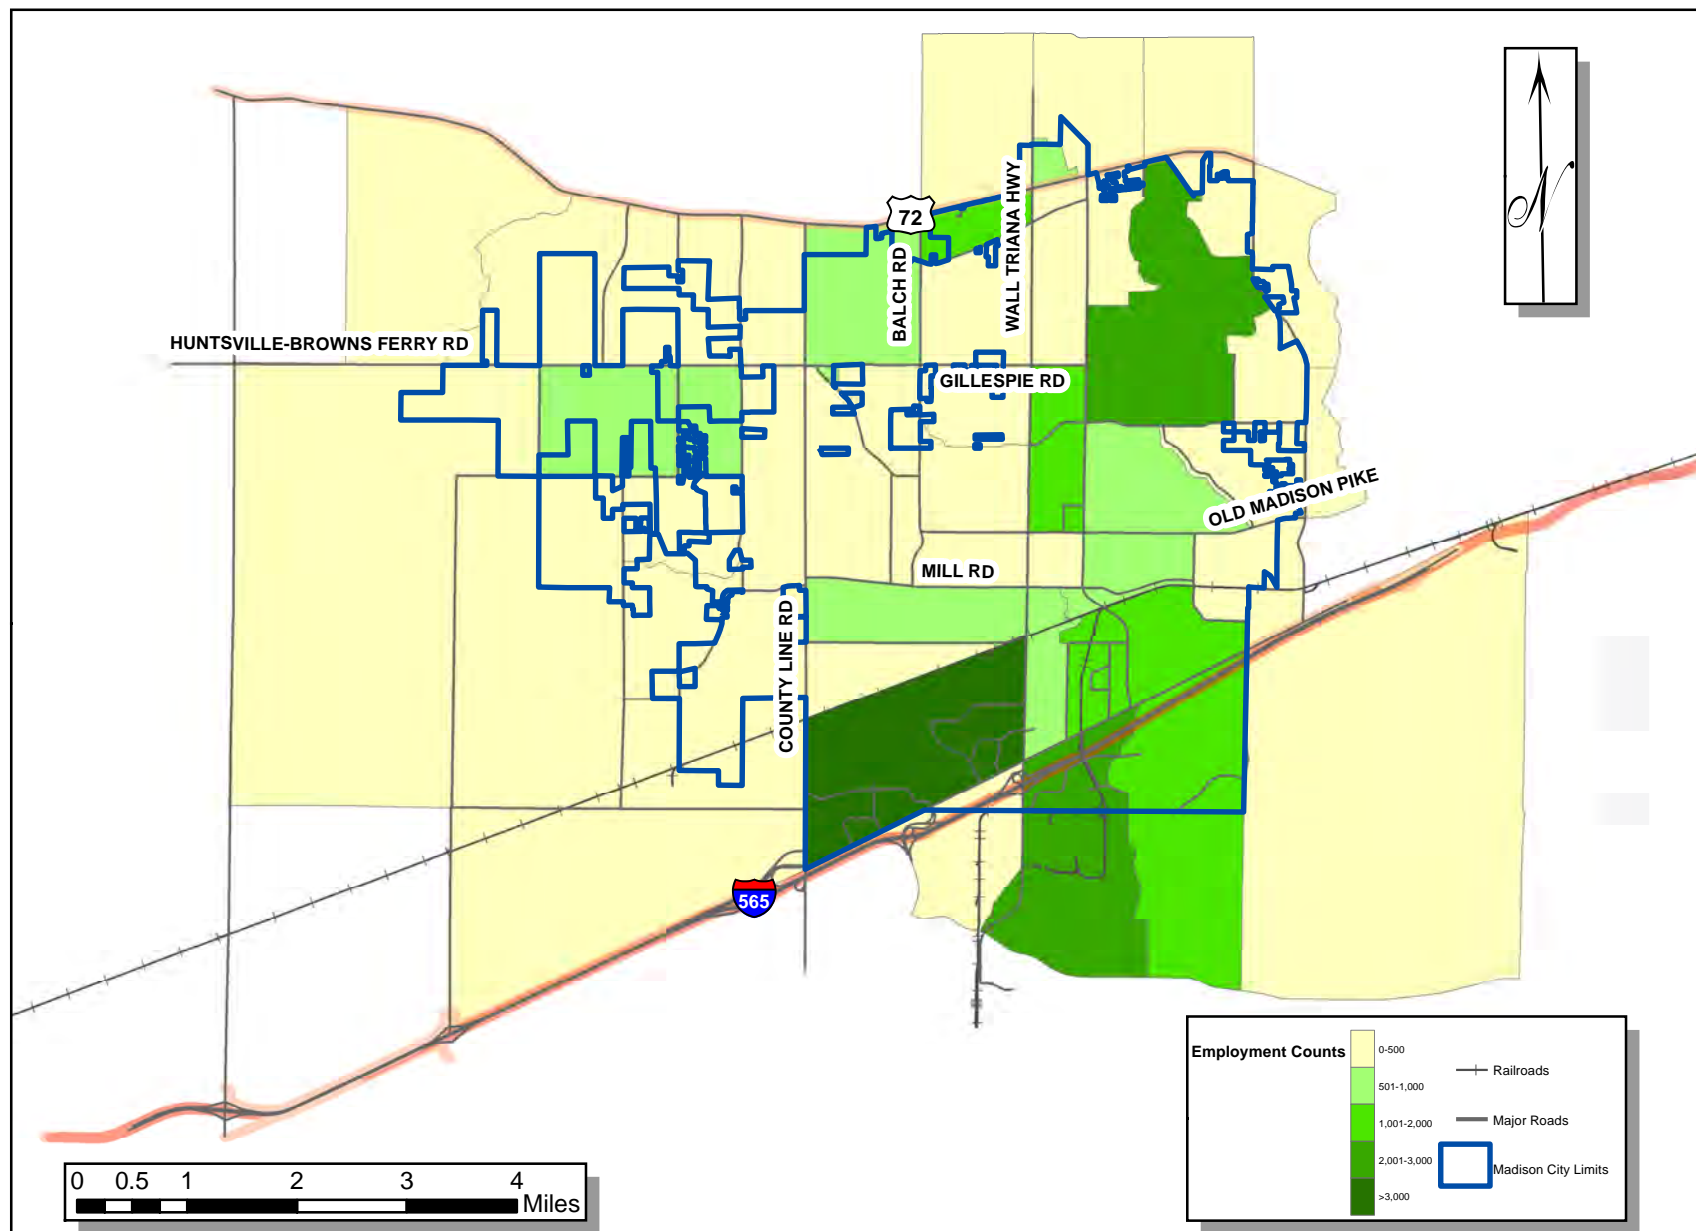 N
72
BALCH RD
WALL TRIANA HWY
HUNTSVILLE-BROWNS FERRY RD
GILLESPIE RD
OLD MADISON PIKE
MILL RD
COUNTY LINE RD
565
Employment Counts
0-500
501-1,000
1,001-2,000
2,001-3,000
>3,000
Railroads
Major Roads
Madison City Limits
0 0.5 1 2 3 4
Miles